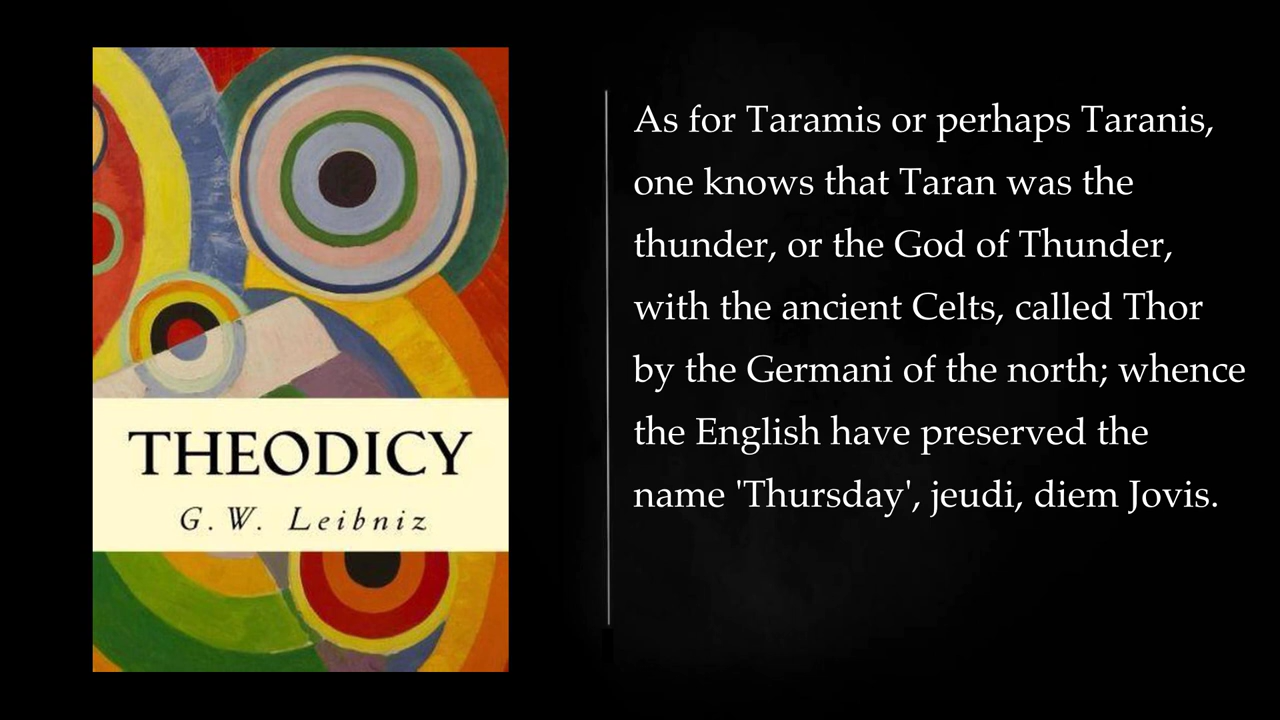 THEODICY
G. W. Leibniz
As for Taramis or perhaps Taranis,
one knows that Taran was the
thunder, or the God of Thunder,
with the ancient Celts, called Thor
by the Germani of the north; whence
the English have preserved the
name 'Thursday', jeudi, diem Jovis.